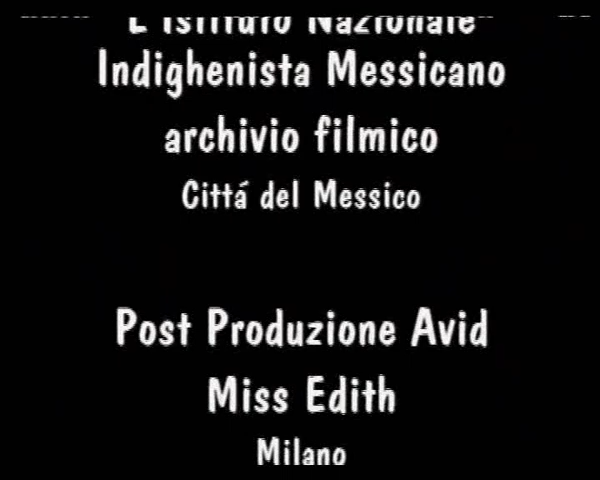 L'Istituto Nazionale
Indighenista Messicano
archivio filmico
Cittá del Messico
Post Produzione Avid
Miss Edith
Milano